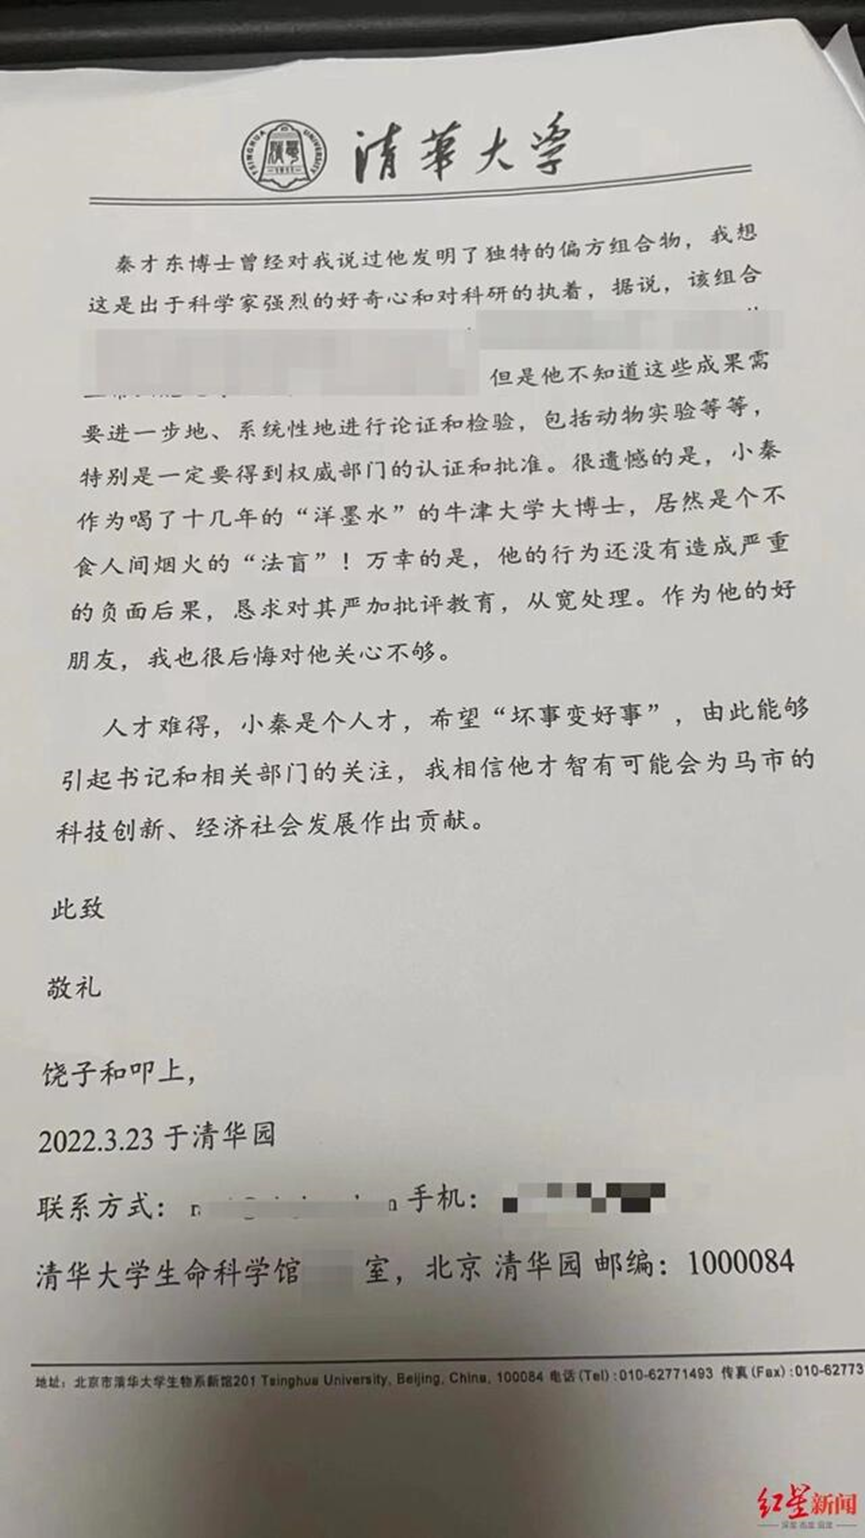 TSINGHUA UNIVERSITY
清華大学
秦才东博士曾经对我说过他发明了独特的偏方组合物，我想
这是出于科学家强烈的好奇心和对科研的执着，据说，该组合
但是他不知道这些成果需
要进一步地、系统性地进行论证和检验，包括动物实验等等，
特别是一定要得到权威部门的认证和批准。很遗憾的是，小秦
作为喝了十几年的“洋墨水”的牛津大学大博士，居然是个不
食人间烟火的“法盲”！万幸的是，他的行为还没有造成严重
的负面后果，恳求对其严加批评教育，从宽处理。作为他的好
朋友，我也很后悔对他关心不够。
人才难得，小秦是个人才，希望“坏事变好事”，由此能够
引起书记和相关部门的关注，我相信他才智有可能会为马市的
科技创新、经济社会发展作出贡献。
此致
敬礼
饶子和叩上，
2022.3.23 于清华园
联系方式： 手机：
清华大学生命科学馆 室，北京 清华园 邮编：1000084
地址：北京市清华大学生物系新馆201 Tsinghua University, Beijing, China, 100084 电话(Tel):010-62771493 传真(Fax):010-62773
红星新闻